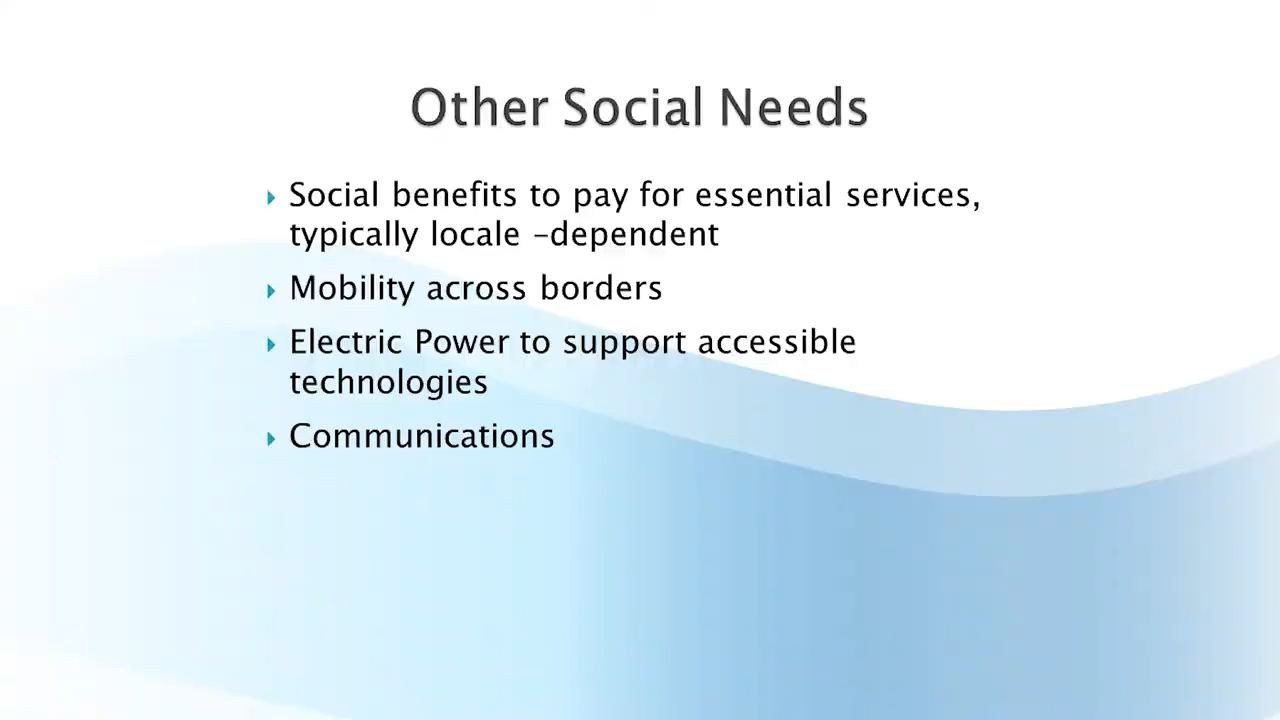 Other Social Needs
Social benefits to pay for essential services,
typically locale –dependent
Mobility across borders
Electric Power to support accessible
technologies
Communications